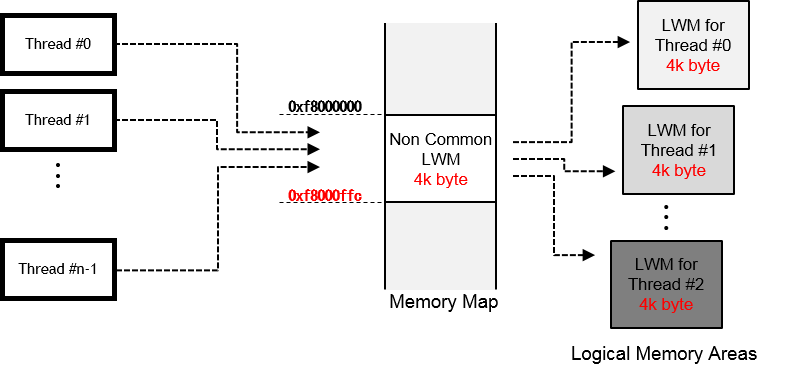 Thread #0
Thread #1
Thread #n-1
0xf8000000
0xf8000ffc
Non Common
LWM
4k byte
Memory Map
LWM for
Thread #0
4k byte
LWM for
Thread #1
4k byte
LWM for
Thread #2
4k byte
Logical Memory Areas